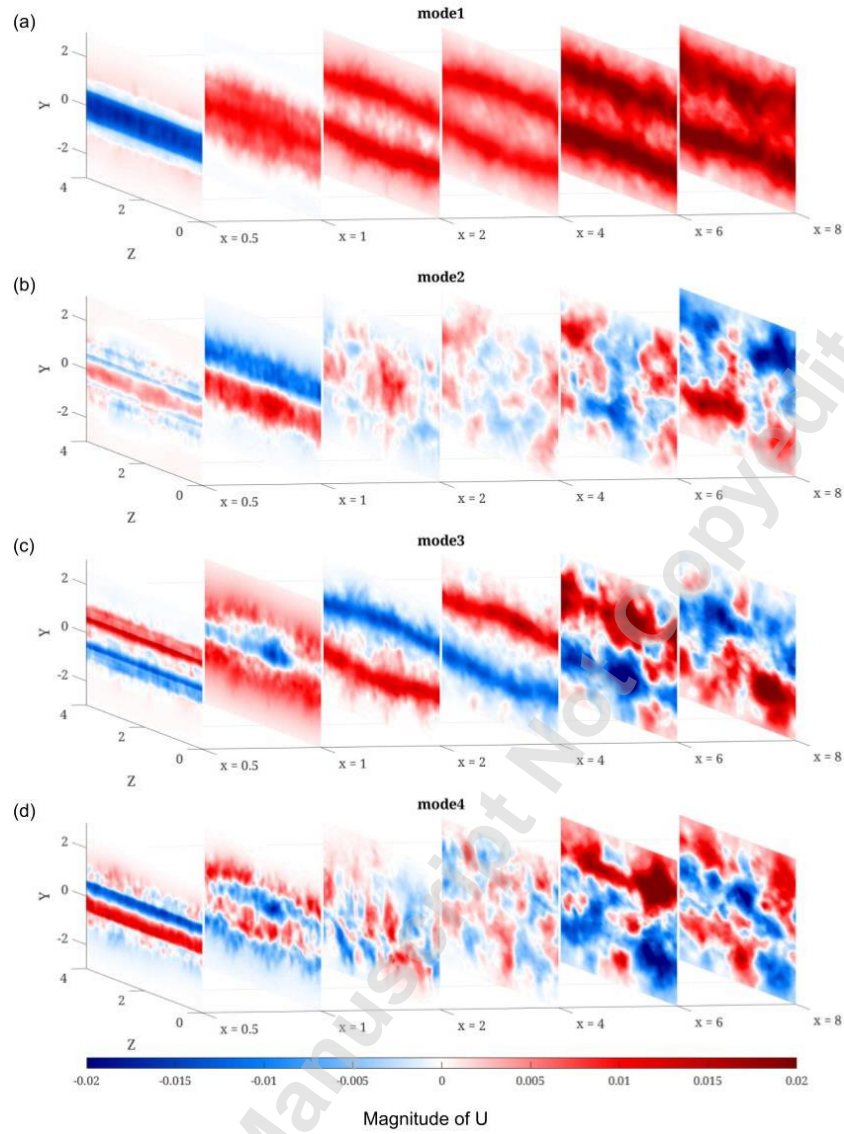 (a)
mode1
2
0
Y
-2
4
2
0
Z
x = 0.5
x = 1
x = 2
x = 4
x = 6
x = 8
(b)
mode2
2
0
Y
-2
4
2
0
Z
x = 0.5
x = 1
x = 2
x = 4
x = 6
x = 8
(c)
mode3
2
0
Y
-2
4
2
0
Z
x = 0.5
x = 1
x = 2
x = 4
x = 6
x = 8
(d)
mode4
2
0
Y
-2
4
2
0
Z
x = 0.5
x = 1
x = 2
x = 4
x = 6
x = 8
-0.02 -0.015 -0.01 -0.005 0 0.005 0.01 0.015 0.02
Magnitude of U
Manuscript Not Copyedit